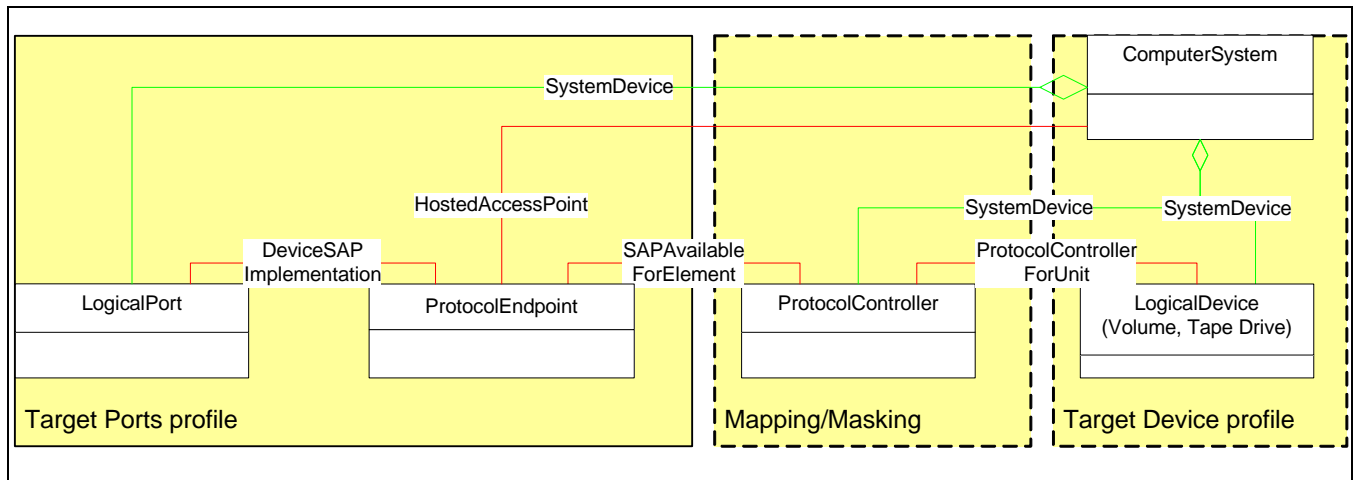 ComputerSystem
SystemDevice
HostedAccessPoint
SystemDevice
SystemDevice
DeviceSAP
Implementation
SAPAvailable
ForElement
ProtocolController
ForUnit
LogicalPort
ProtocolEndpoint
ProtocolController
LogicalDevice
(Volume, Tape Drive)
Target Ports profile
Mapping/Masking
Target Device profile